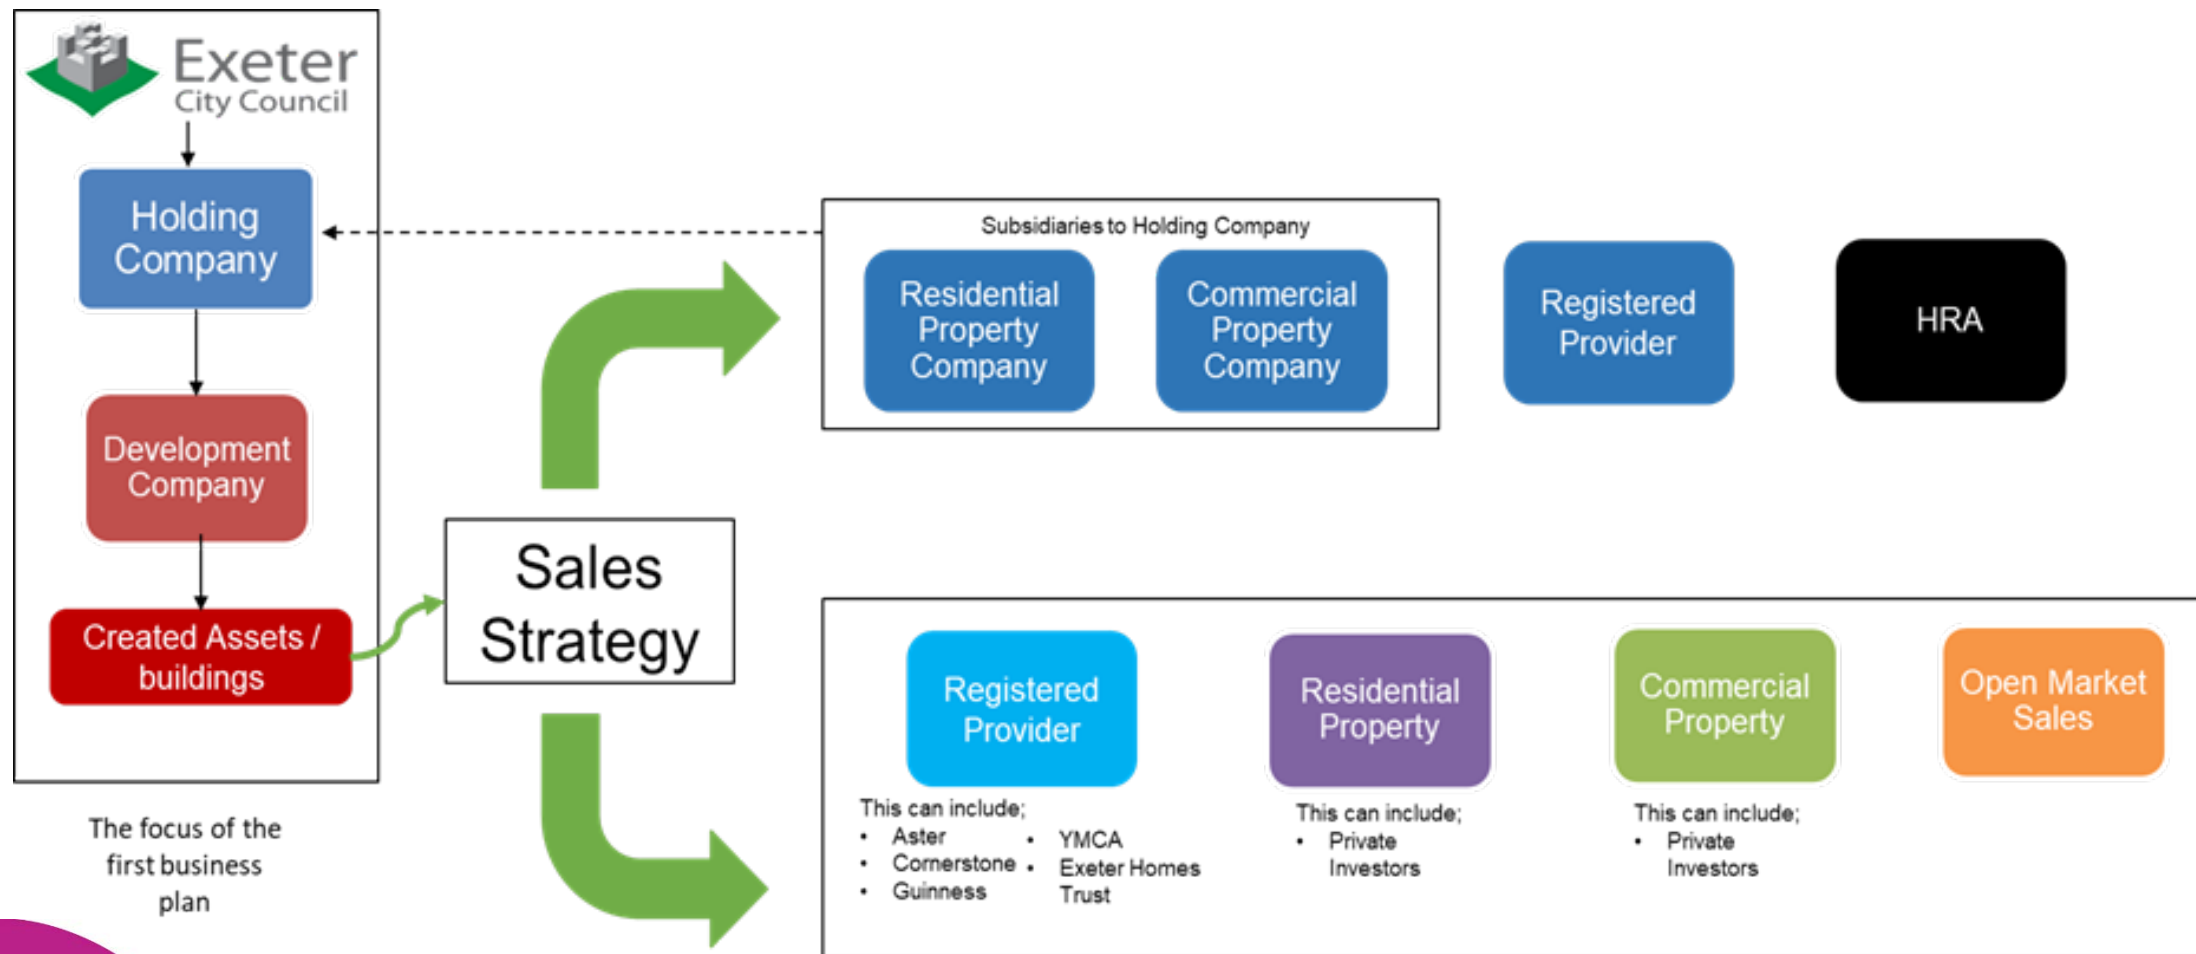 Exeter
City Council
Holding
Company
Development
Company
Created Assets /
buildings
The focus of the
first business
plan
Sales
Strategy
Subsidiaries to Holding Company
Residential
Property
Company
Commercial
Property
Company
Registered
Provider
HRA
Registered
Provider
This can include;
• Aster
• Cornerstone
• Guinness
• YMCA
• Exeter Homes
Trust
Residential
Property
This can include;
• Private
Investors
Commercial
Property
This can include;
• Private
Investors
Open Market
Sales